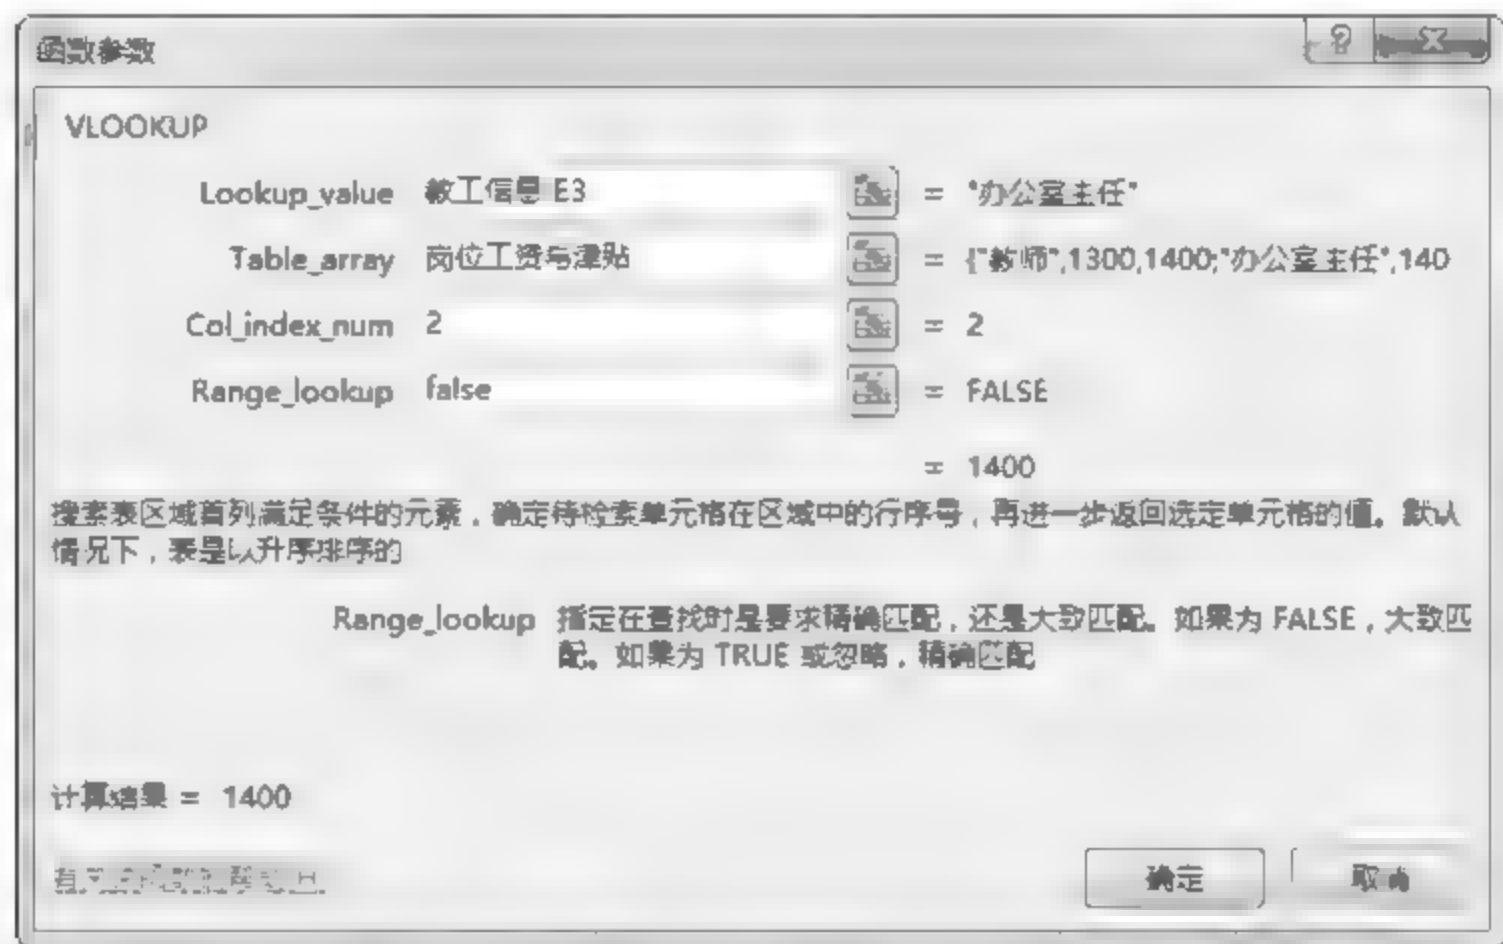 函数参数
VLOOKUP
Lookup_value 教工信息 E3 = "办公室主任"
Table_array 岗位工资与津贴 = {"教师",1300,1400;"办公室主任",140
Col_index_num 2 = 2
Range_lookup false = FALSE
= 1400
搜索表区域首列满足条件的元素，确定待检索单元格在区域中的行序号，再进一步返回选定单元格的值。默认
情况下，表是以升序排序的
Range_lookup 指定在查找时是要求精确匹配，还是大致匹配。如果为 FALSE，大致匹
配。如果为 TRUE 或忽略，精确匹配
计算结果 = 1400
确定 取消